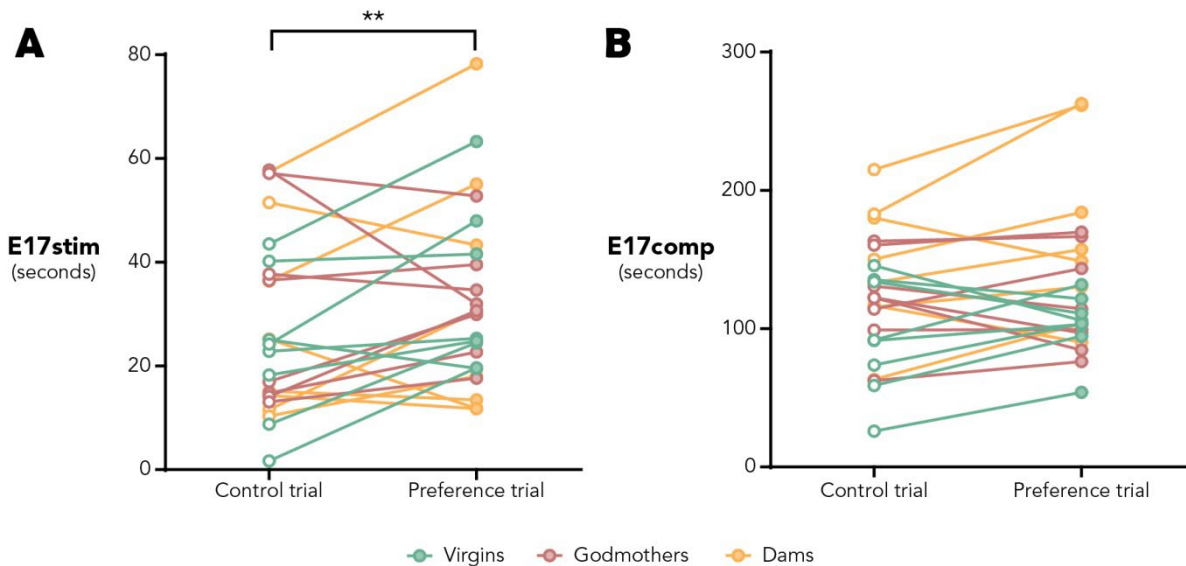 A
**
E17stim
(seconds)
80
60
40
20
0
Control trial
Preference trial
B
E17comp
(seconds)
300
200
100
0
Control trial
Preference trial
Virgins
Godmothers
Dams